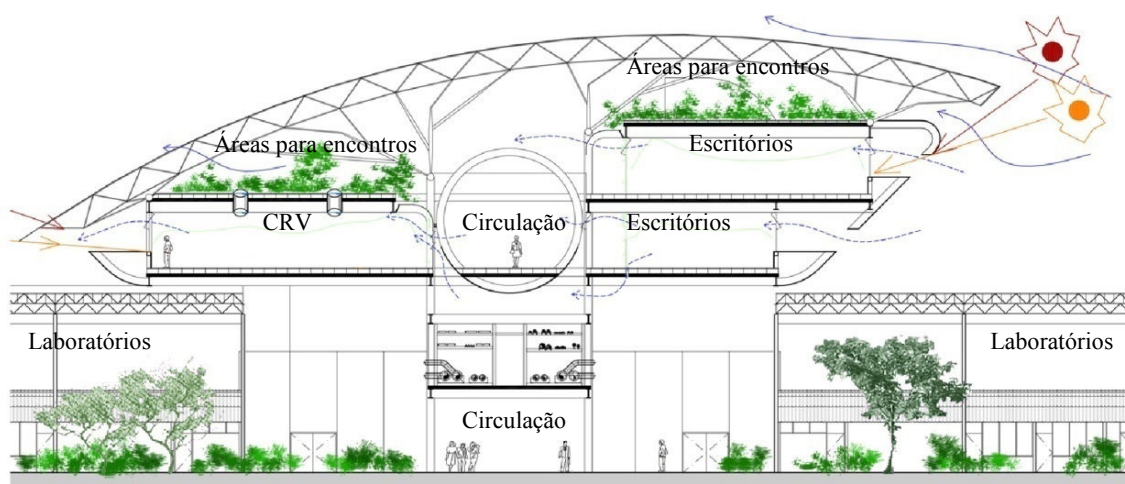 Áreas para encontros
Áreas para encontros
Escritórios
CRV
Circulação
Escritórios
Laboratórios
Laboratórios
Circulação